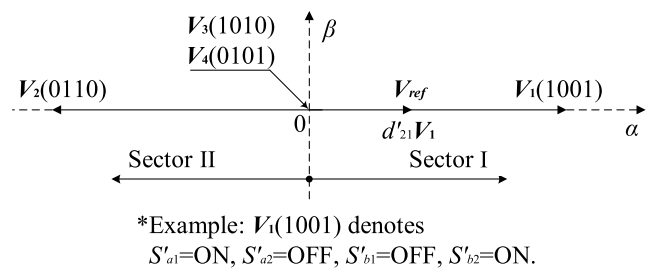 V₃(1010)
β
V₄(0101)
V₂(0110)
V_ref
V₁(1001)
0
d′₂₁V₁
α
Sector II
Sector I
*Example: V₁(1001) denotes
S′ₐ₁=ON, S′ₐ₂=OFF, S′b₁=OFF, S′b₂=ON.